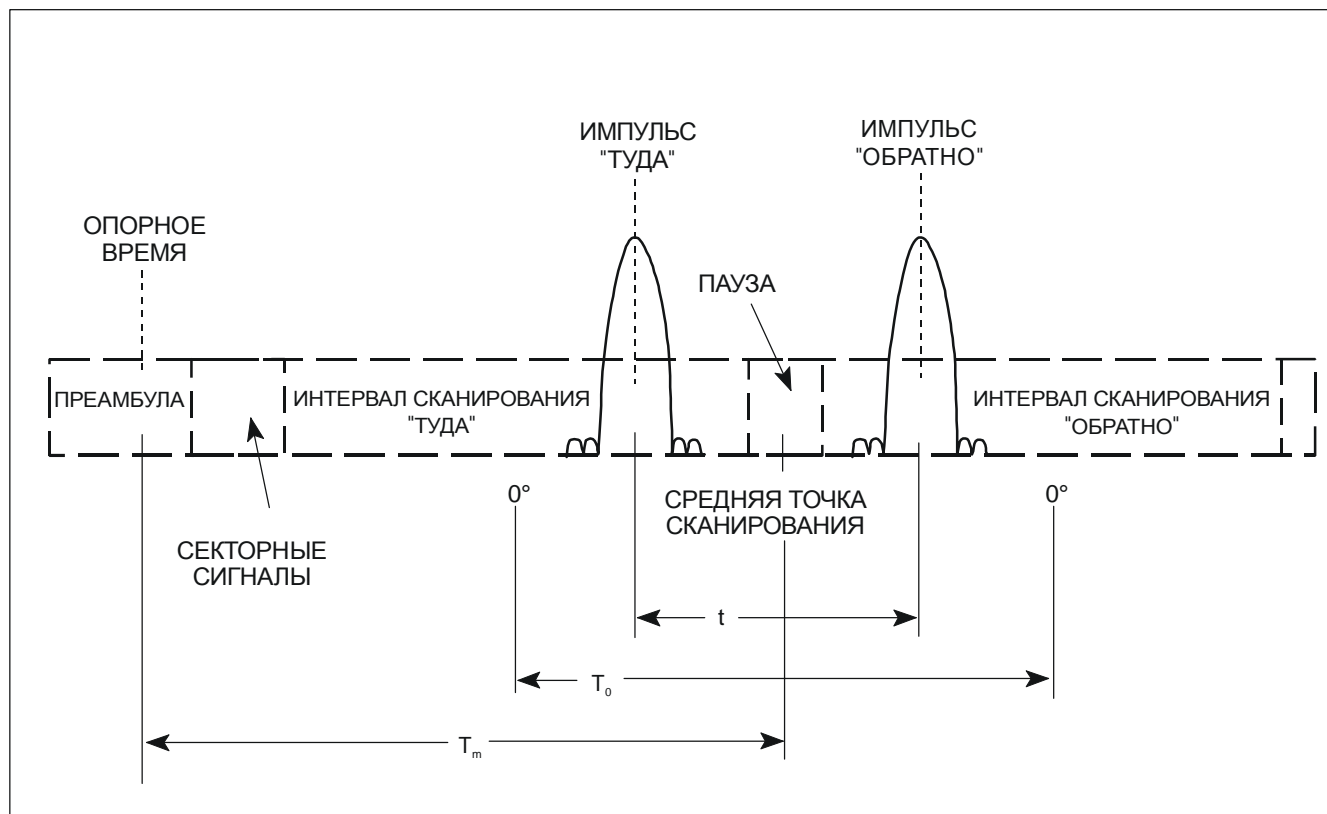 ИМПУЛЬС
"ТУДА"
ИМПУЛЬС
"ОБРАТНО"
ОПОРНОЕ
ВРЕМЯ
ПАУЗА
ПРЕАМБУЛА
ИНТЕРВАЛ СКАНИРОВАНИЯ
"ТУДА"
ИНТЕРВАЛ СКАНИРОВАНИЯ
"ОБРАТНО"
0°
СРЕДНЯЯ ТОЧКА
СКАНИРОВАНИЯ
0°
СЕКТОРНЫЕ
СИГНАЛЫ
t
T₀
Tₘ